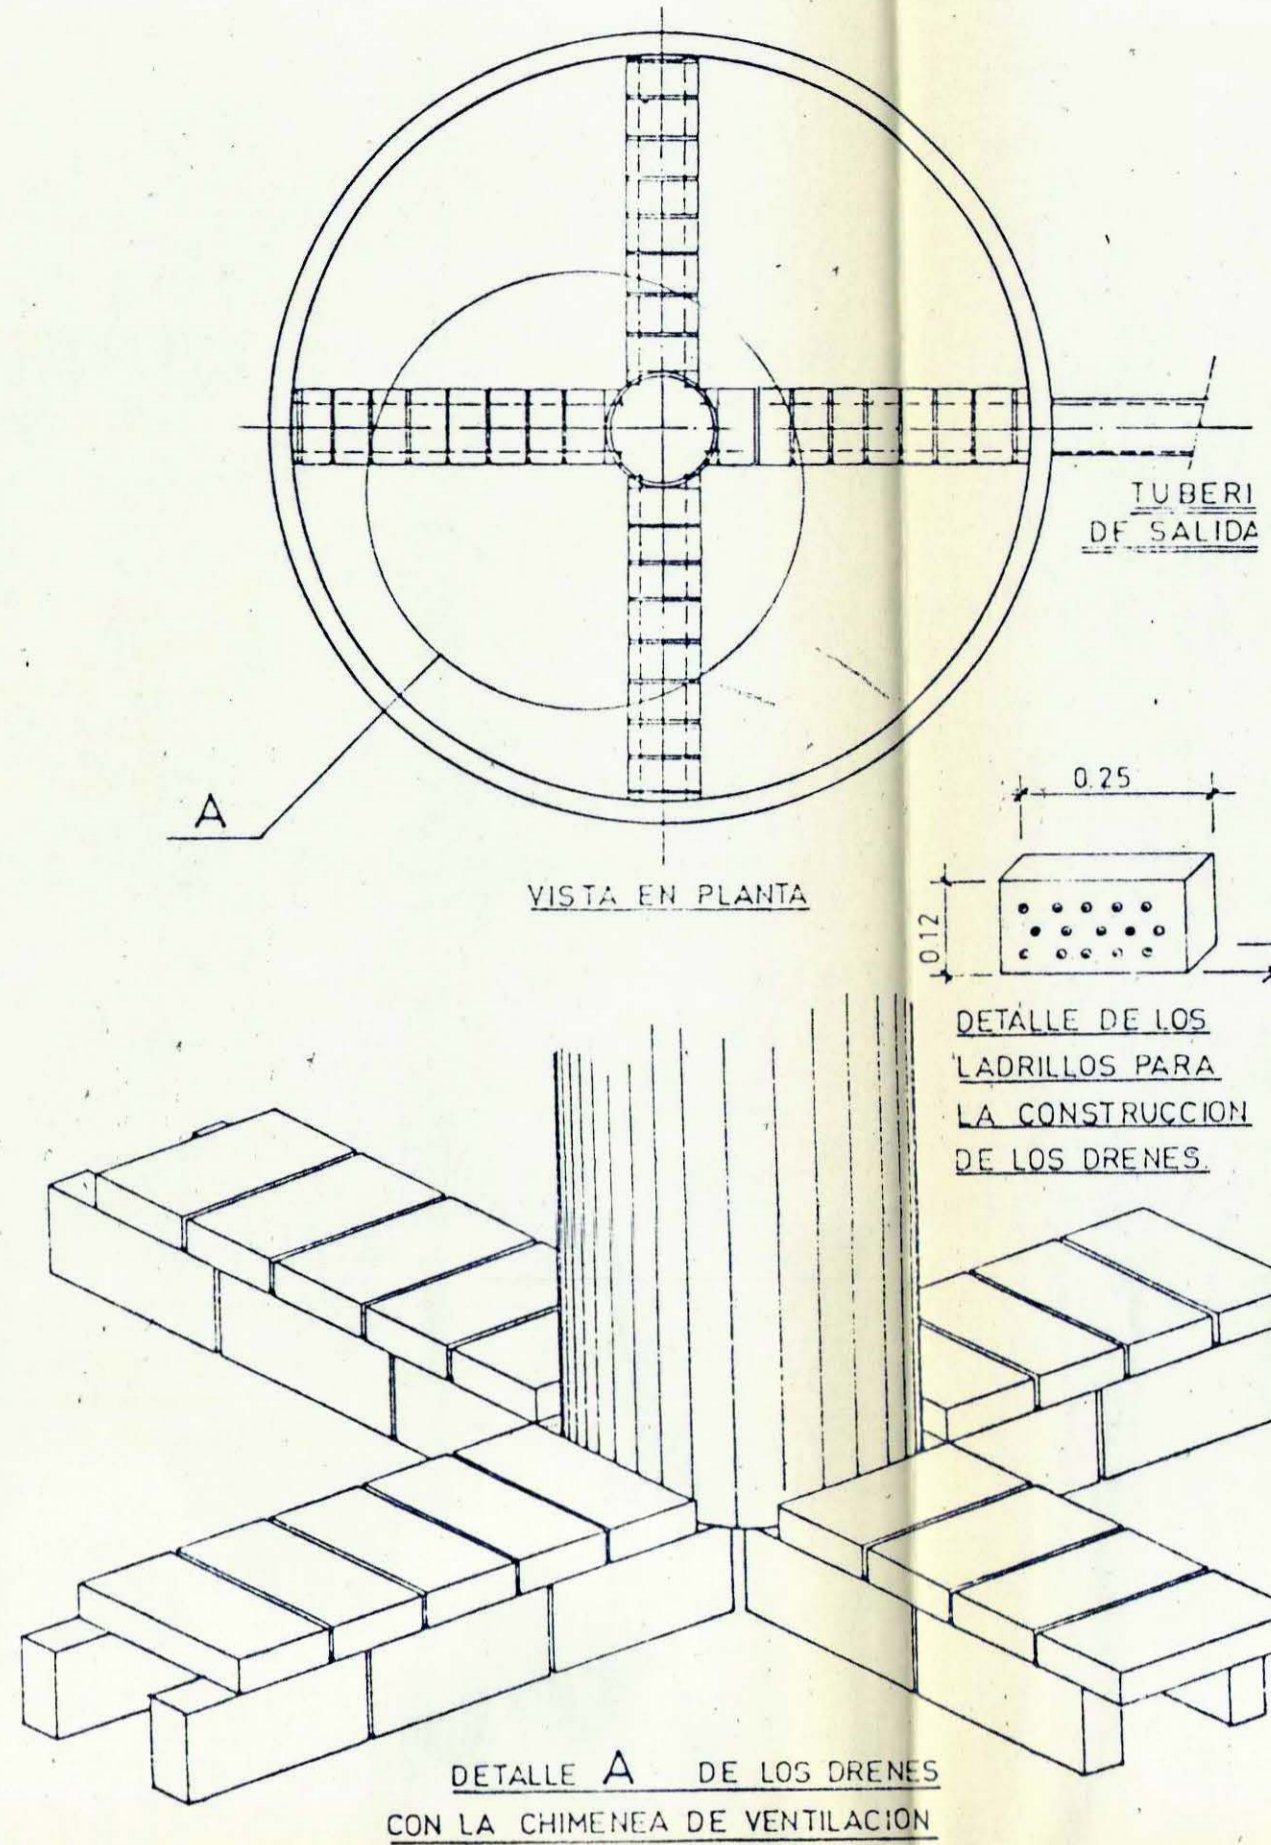 TUBERI
DE SALIDA
A
VISTA EN PLANTA
0.25
0.12
DETALLE DE LOS
LADRILLOS PARA
LA CONSTRUCCION
DE LOS DRENES.
DETALLE A DE LOS DRENES
CON LA CHIMENEA DE VENTILACION